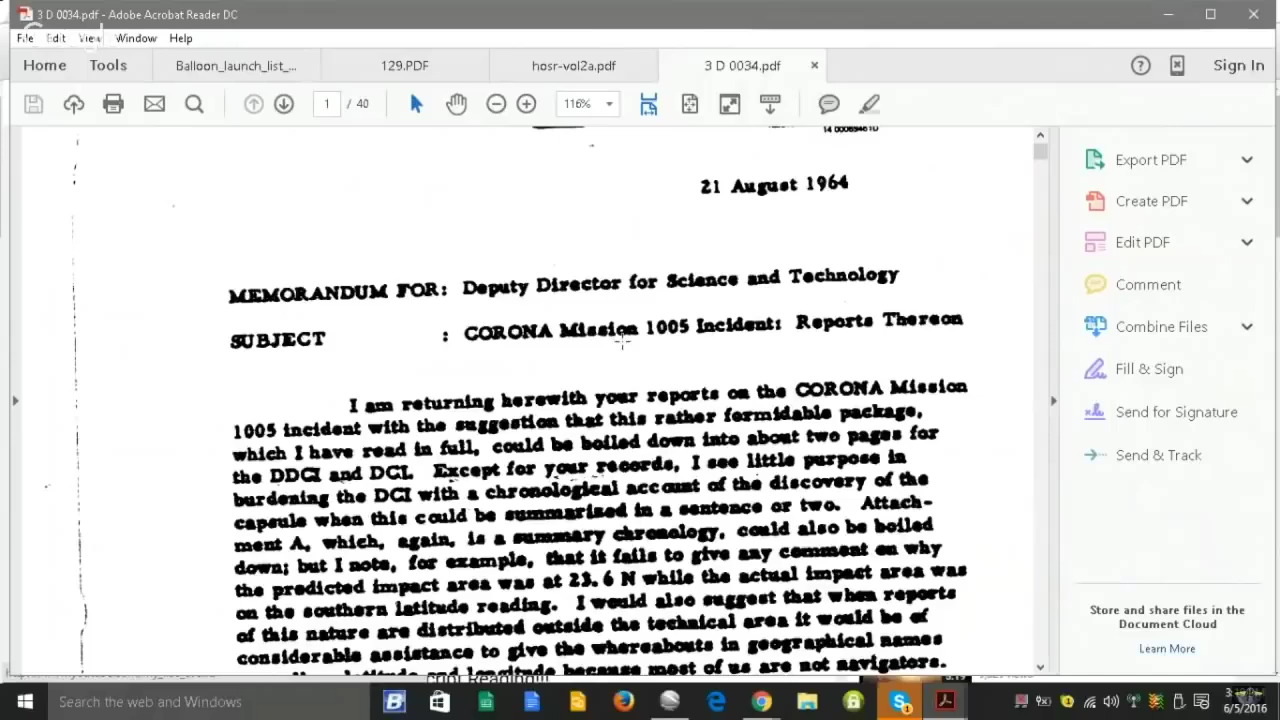 3 D 0034.pdf - Adobe Acrobat Reader DC
File Edit View Window Help
Home Tools Balloon_launch_list_... 129.PDF hosr-vol2a.pdf 3 D 0034.pdf × Sign In
1 / 40 116%
21 August 1964
MEMORANDUM FOR: Deputy Director for Science and Technology
SUBJECT : CORONA Mission 1005 Incident: Reports Thereon
I am returning herewith your reports on the CORONA Mission
1005 incident with the suggestion that this rather formidable package,
which I have read in full, could be boiled down into about two pages for
the DDCI and DCI. Except for your records, I see little purpose in
burdening the DCI with a chronological account of the discovery of the
capsule when this could be summarized in a sentence or two. Attach-
ment A, which, again, is a summary chronology, could also be boiled
down; but I note, for example, that it fails to give any comment on why
the predicted impact area was at 23.6 N while the actual impact area was
on the southern latitude reading. I would also suggest that when reports
of this nature are distributed outside the technical area it would be of
considerable assistance to give the whereabouts in geographical names
latitude and longitude because most of us are not navigators.
Export PDF
Create PDF
Edit PDF
Comment
Combine Files
Fill & Sign
Send for Signature
Send & Track
Store and share files in the
Document Cloud
Learn More
Search the web and Windows
6/5/2016